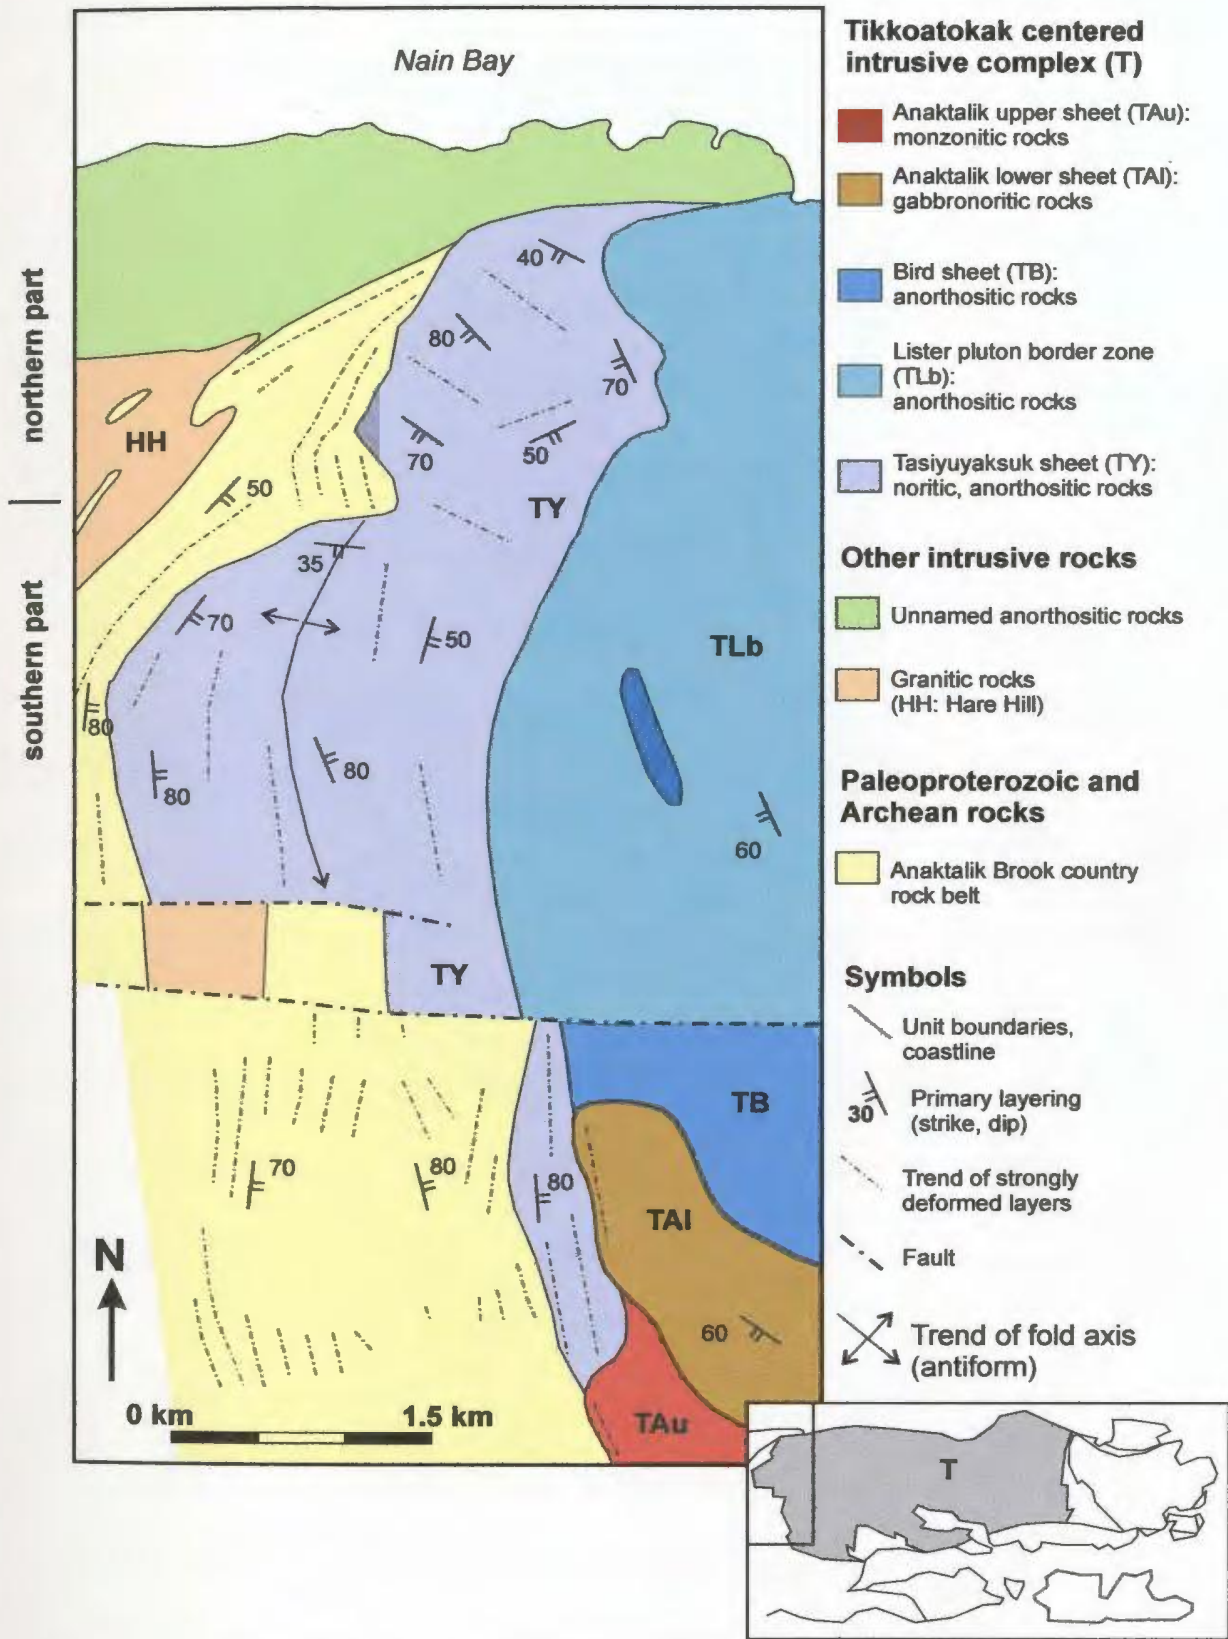 Nain Bay
northern part
southern part
40
80
70
HH
70
50
50
TY
35
70
50
TLb
80
80
80
60
TY
TB
70
80
80
TAl
N
60
0 km
1.5 km
TAu
Tikkoatokak centered
intrusive complex (T)
Anaktalik upper sheet (TAu):
monzonitic rocks
Anaktalik lower sheet (TAl):
gabbronoritic rocks
Bird sheet (TB):
anorthositic rocks
Lister pluton border zone
(TLb):
anorthositic rocks
Tasiyuyaksuk sheet (TY):
noritic, anorthositic rocks
Other intrusive rocks
Unnamed anorthositic rocks
Granitic rocks
(HH: Hare Hill)
Paleoproterozoic and
Archean rocks
Anaktalik Brook country
rock belt
Symbols
Unit boundaries,
coastline
30
Primary layering
(strike, dip)
Trend of strongly
deformed layers
Fault
Trend of fold axis
(antiform)
T